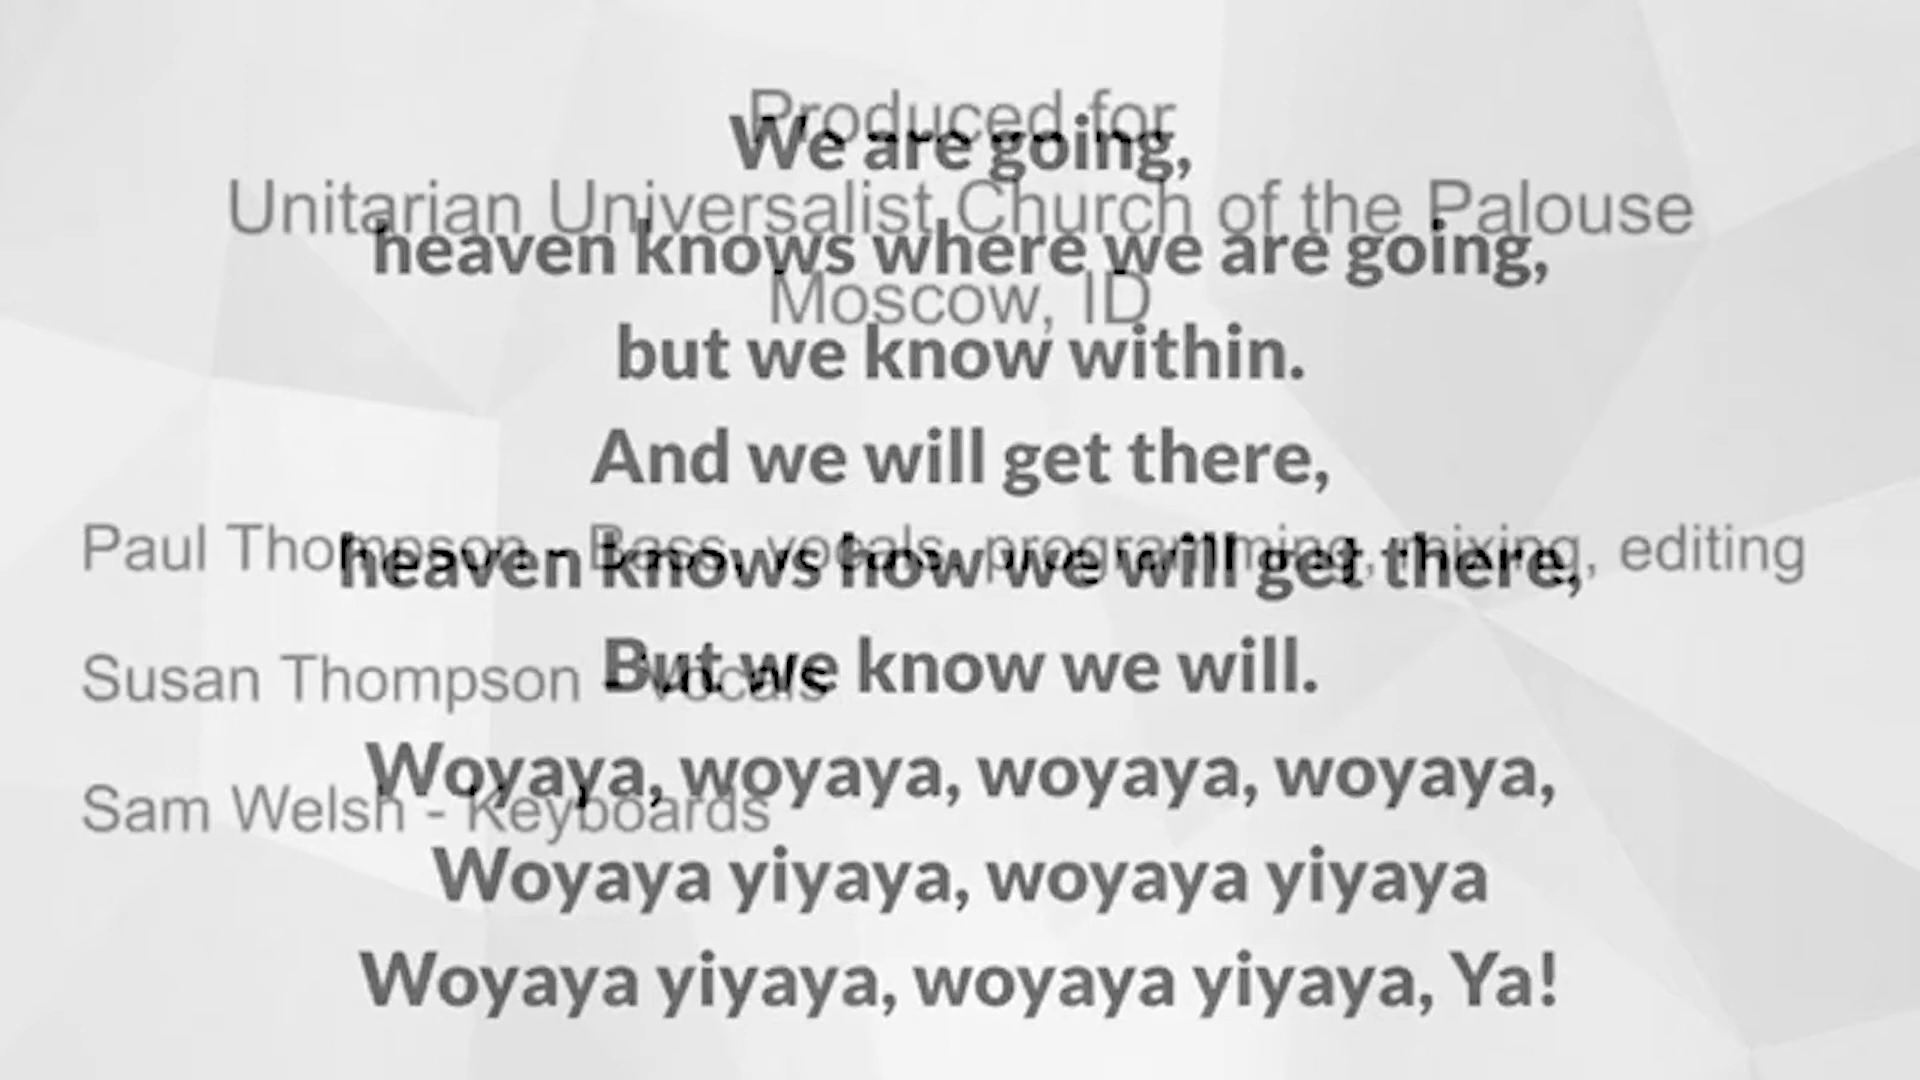 Produced for
Unitarian Universalist Church of the Palouse
Moscow, ID
Paul Thompson - Bass, vocals, programming, mixing, editing
Susan Thompson - Vocals
Sam Welsh - Keyboards
We are going,
heaven knows where we are going,
but we know within.
And we will get there,
heaven knows how we will get there,
But we know we will.
Woyaya, woyaya, woyaya, woyaya,
Woyaya yiyaya, woyaya yiyaya
Woyaya yiyaya, woyaya yiyaya, Ya!